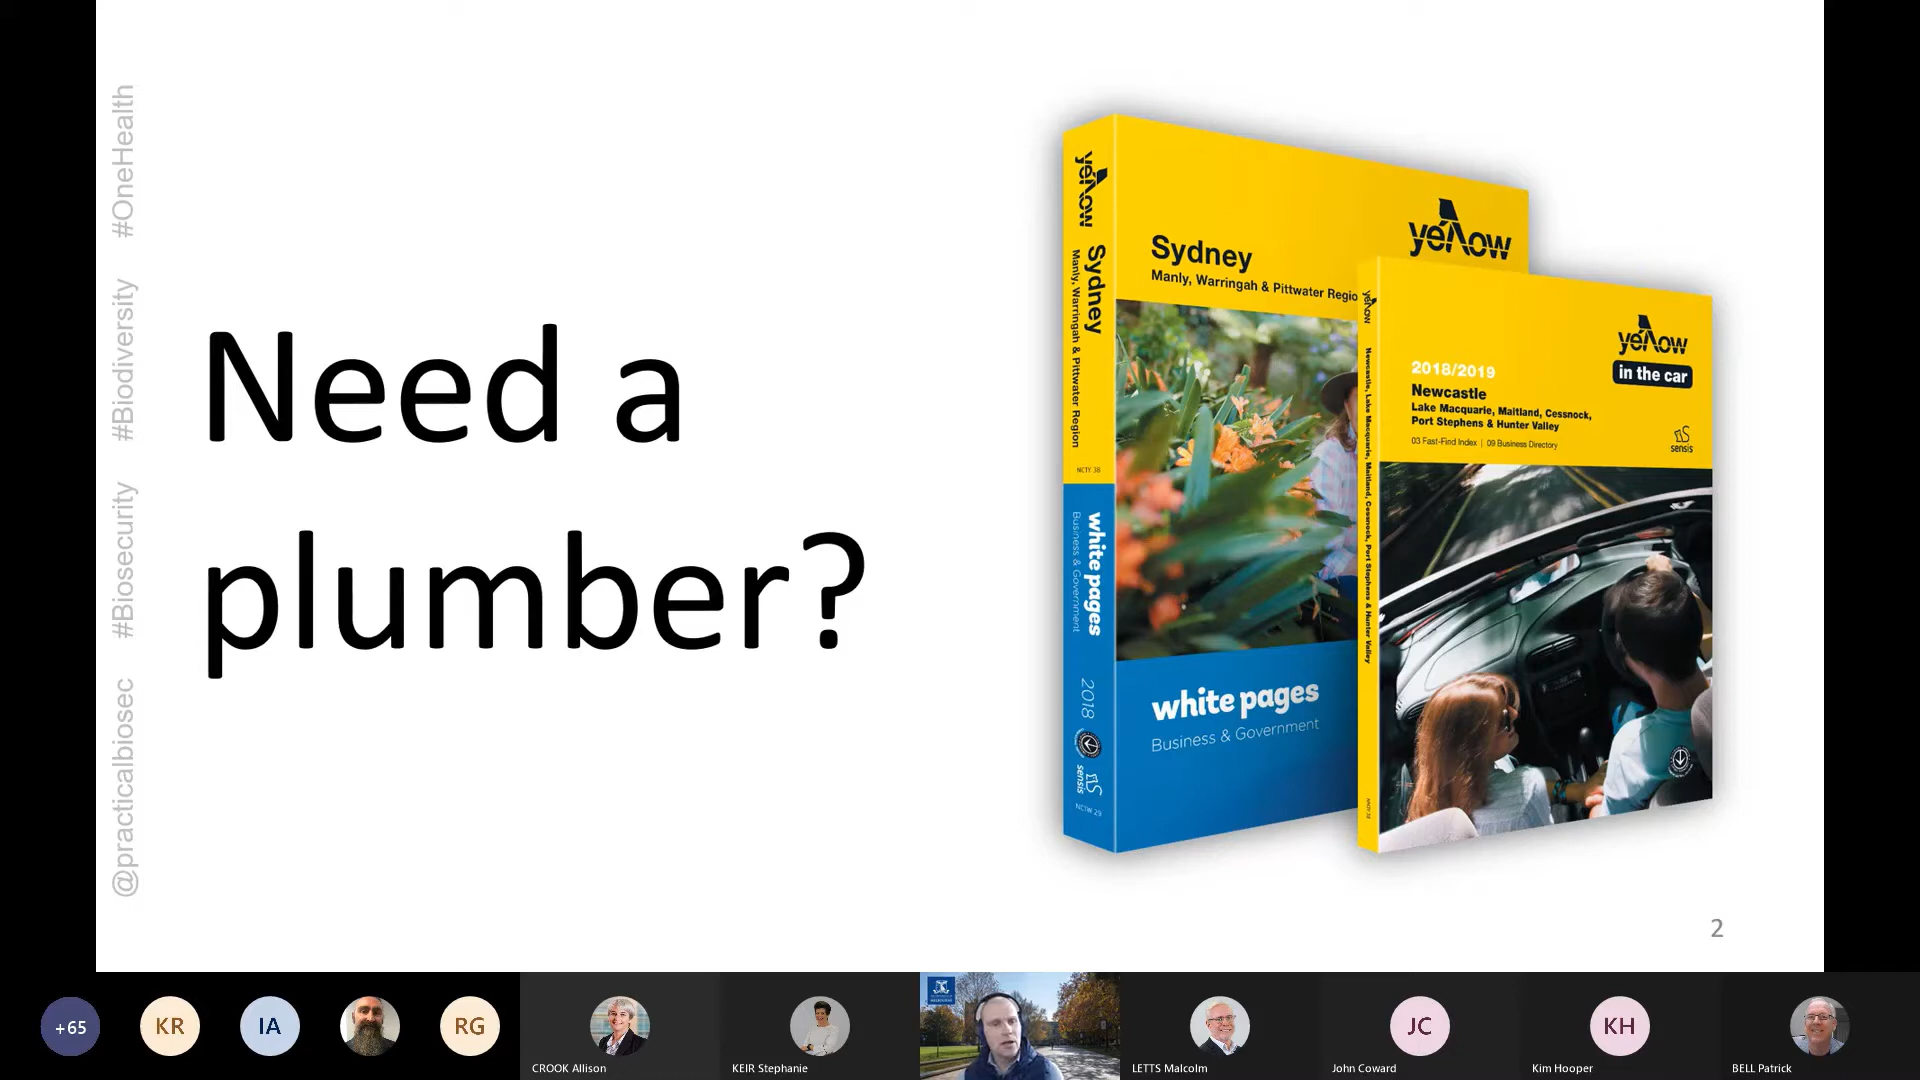 #OneHealth
#Biodiversity
#Biosecurity
@practicalbiosec
Need a
plumber?
yellow
Sydney
Manly, Warringah & Pittwater Region
NCTY 38
white pages
Business & Government
2018
sensis
NCTW 29
yellow
Sydney
Manly, Warringah & Pittwater Regio
white pages
Business & Government
yellow
Newcastle, Lake Macquarie, Maitland, Cessnock, Port Stephens & Hunter Valley
yellow
in the car
2018/2019
Newcastle
Lake Macquarie, Maitland, Cessnock,
Port Stephens & Hunter Valley
03 Fast-Find Index | 09 Business Directory
sensis
2
+65
KR
IA
RG
CROOK Allison
KEIR Stephanie
LETTS Malcolm
JC
John Coward
KH
Kim Hooper
BELL Patrick